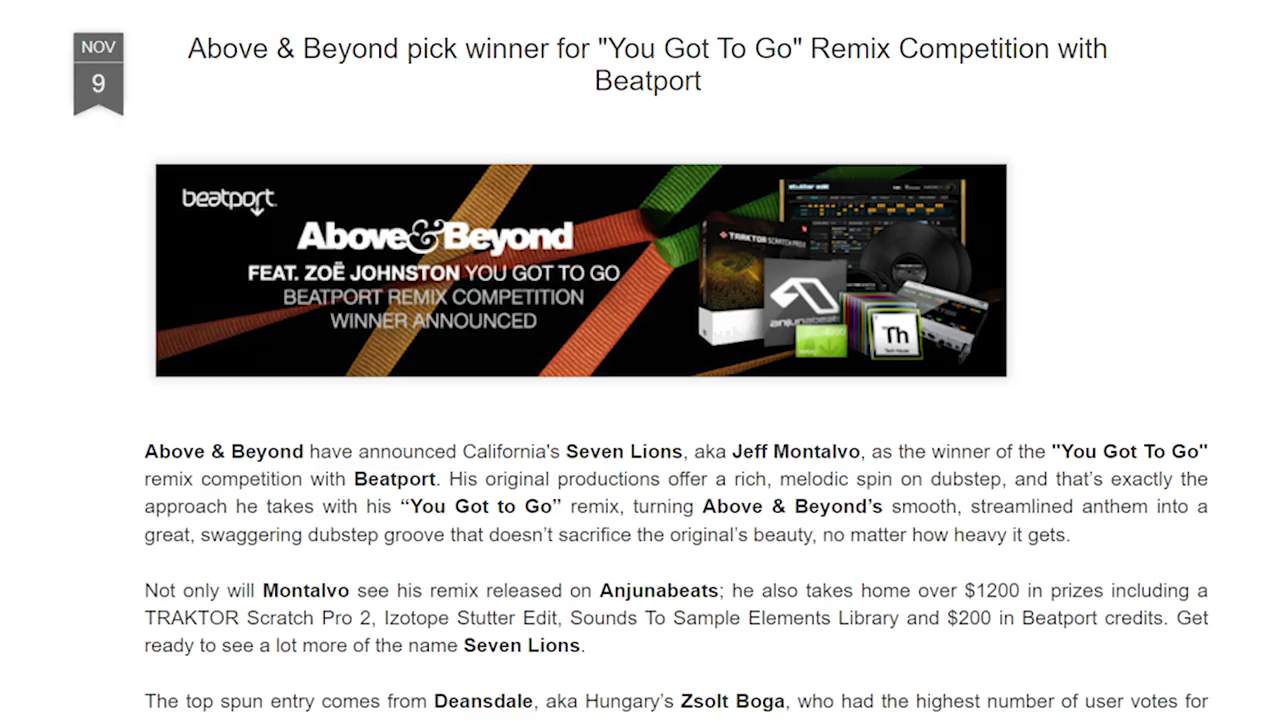 NOV
9
Above & Beyond pick winner for "You Got To Go" Remix Competition with
Beatport
beatport
Above & Beyond
FEAT. ZOË JOHNSTON YOU GOT TO GO
BEATPORT REMIX COMPETITION
WINNER ANNOUNCED
stutter edit
TRAKTOR SCRATCH PRO 2
anjunabeats
Th
Tech House
Above & Beyond have announced California's Seven Lions, aka Jeff Montalvo, as the winner of the "You Got To Go"
remix competition with Beatport. His original productions offer a rich, melodic spin on dubstep, and that’s exactly the
approach he takes with his “You Got to Go” remix, turning Above & Beyond’s smooth, streamlined anthem into a
great, swaggering dubstep groove that doesn’t sacrifice the original’s beauty, no matter how heavy it gets.
Not only will Montalvo see his remix released on Anjunabeats; he also takes home over $1200 in prizes including a
TRAKTOR Scratch Pro 2, Izotope Stutter Edit, Sounds To Sample Elements Library and $200 in Beatport credits. Get
ready to see a lot more of the name Seven Lions.
The top spun entry comes from Deansdale, aka Hungary’s Zsolt Boga, who had the highest number of user votes for